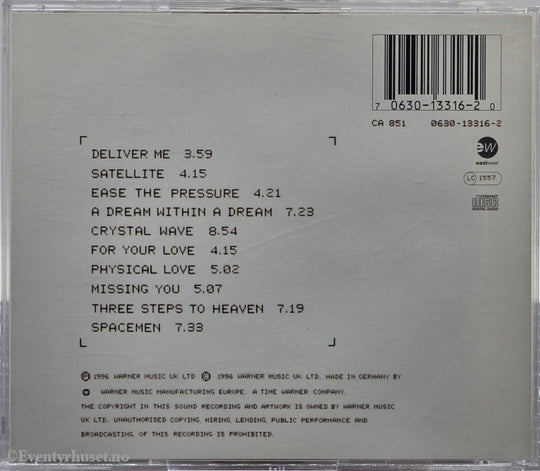 7 0630-13316-2 0
CA 851 0630-13316-2
ew
eastwest
LC 1557
COMPACT
disc
DIGITAL AUDIO
DELIVER ME 3.59
SATELLITE 4.15
EASE THE PRESSURE 4.21
A DREAM WITHIN A DREAM 7.23
CRYSTAL WAVE 8.54
FOR YOUR LOVE 4.15
PHYSICAL LOVE 5.02
MISSING YOU 5.07
THREE STEPS TO HEAVEN 7.19
SPACEMEN 7.33
℗ 1996 WARNER MUSIC UK LTD © 1996 WARNER MUSIC UK LTD. MADE IN GERMANY BY
WARNER MUSIC MANUFACTURING EUROPE. A TIME WARNER COMPANY.
THE COPYRIGHT IN THIS SOUND RECORDING AND ARTWORK IS OWNED BY WARNER MUSIC
UK LTD. UNAUTHORISED COPYING, HIRING, LENDING, PUBLIC PERFORMANCE AND
BROADCASTING, OF THIS RECORDING IS PROHIBITED.
©Eventyrhuset.no